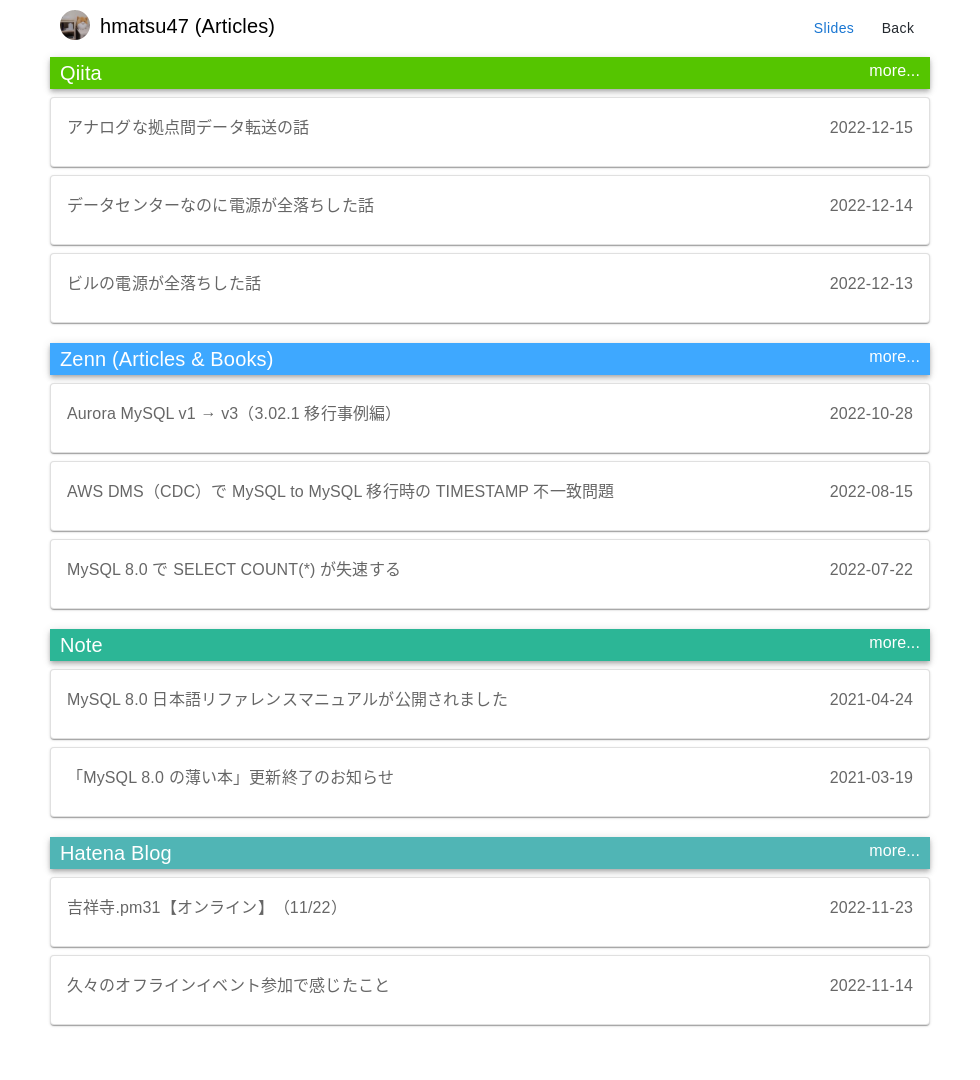 hmatsu47 (Articles)
Slides
Back
Qiita
more...
アナログな拠点間データ転送の話
2022-12-15
データセンターなのに電源が全落ちした話
2022-12-14
ビルの電源が全落ちした話
2022-12-13
Zenn (Articles & Books)
more...
Aurora MySQL v1 → v3（3.02.1 移行事例編）
2022-10-28
AWS DMS（CDC）で MySQL to MySQL 移行時の TIMESTAMP 不一致問題
2022-08-15
MySQL 8.0 で SELECT COUNT(*) が失速する
2022-07-22
Note
more...
MySQL 8.0 日本語リファレンスマニュアルが公開されました
2021-04-24
「MySQL 8.0 の薄い本」更新終了のお知らせ
2021-03-19
Hatena Blog
more...
吉祥寺.pm31【オンライン】（11/22）
2022-11-23
久々のオフラインイベント参加で感じたこと
2022-11-14